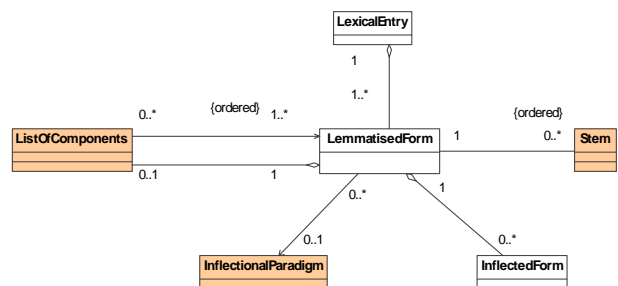 LexicalEntry
1
1..*
{ordered}
{ordered}
0..*
1..*
ListOfComponents
LemmatisedForm
1
0..*
Stem
0..1
1
0..*
1
0..1
0..*
InflectionalParadigm
InflectedForm